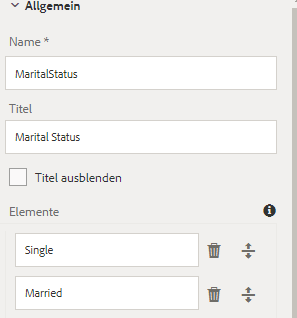 Allgemein
Name *
MaritalStatus
Titel
Marital Status
Titel ausblenden
Elemente
Single
Married